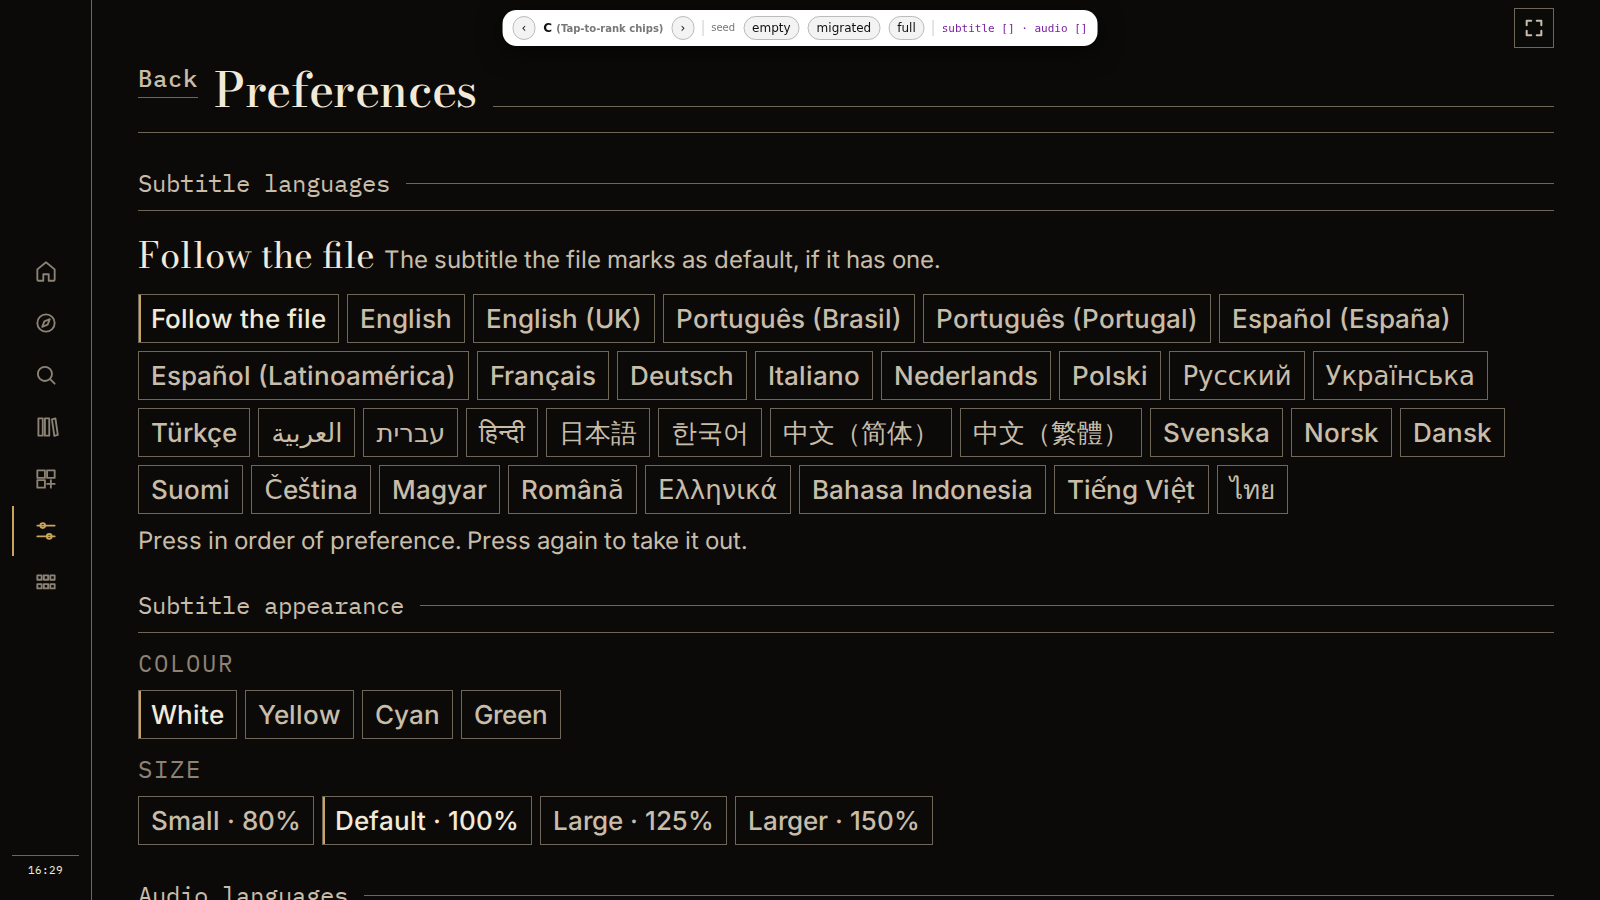 ‹ C (Tap-to-rank chips) › seed empty migrated full subtitle [] · audio []
Back Preferences
Subtitle languages
Follow the file The subtitle the file marks as default, if it has one.
Follow the file English English (UK) Português (Brasil) Português (Portugal) Español (España)
Español (Latinoamérica) Français Deutsch Italiano Nederlands Polski Русский Українська
Türkçe العربية עברית हिन्दी 日本語 한국어 中文（简体） 中文（繁體） Svenska Norsk Dansk
Suomi Čeština Magyar Română Ελληνικά Bahasa Indonesia Tiếng Việt ไทย
Press in order of preference. Press again to take it out.
Subtitle appearance
COLOUR
White Yellow Cyan Green
SIZE
Small · 80% Default · 100% Large · 125% Larger · 150%
Audio languages
16:29